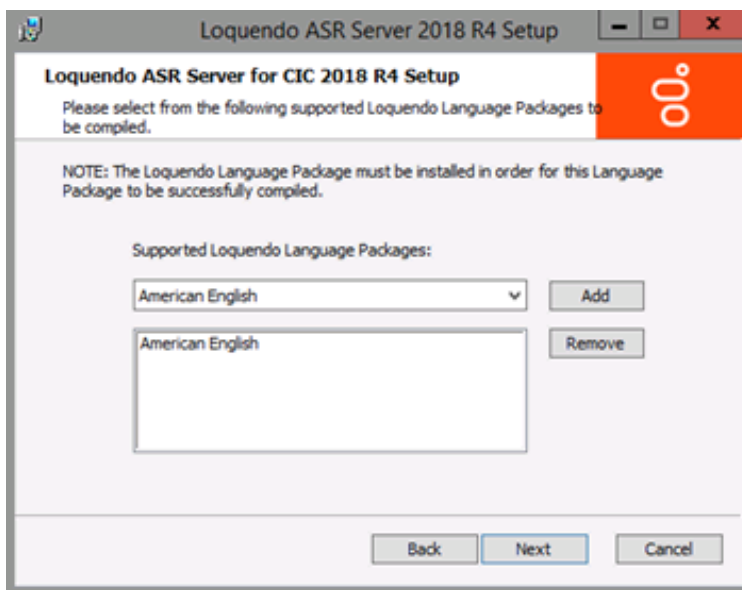 Loquendo ASR Server 2018 R4 Setup
Loquendo ASR Server for CIC 2018 R4 Setup
Please select from the following supported Loquendo Language Packages to
be compiled.
NOTE: The Loquendo Language Package must be installed in order for this Language
Package to be successfully compiled.
Supported Loquendo Language Packages:
American English
Add
American English
Remove
Back
Next
Cancel